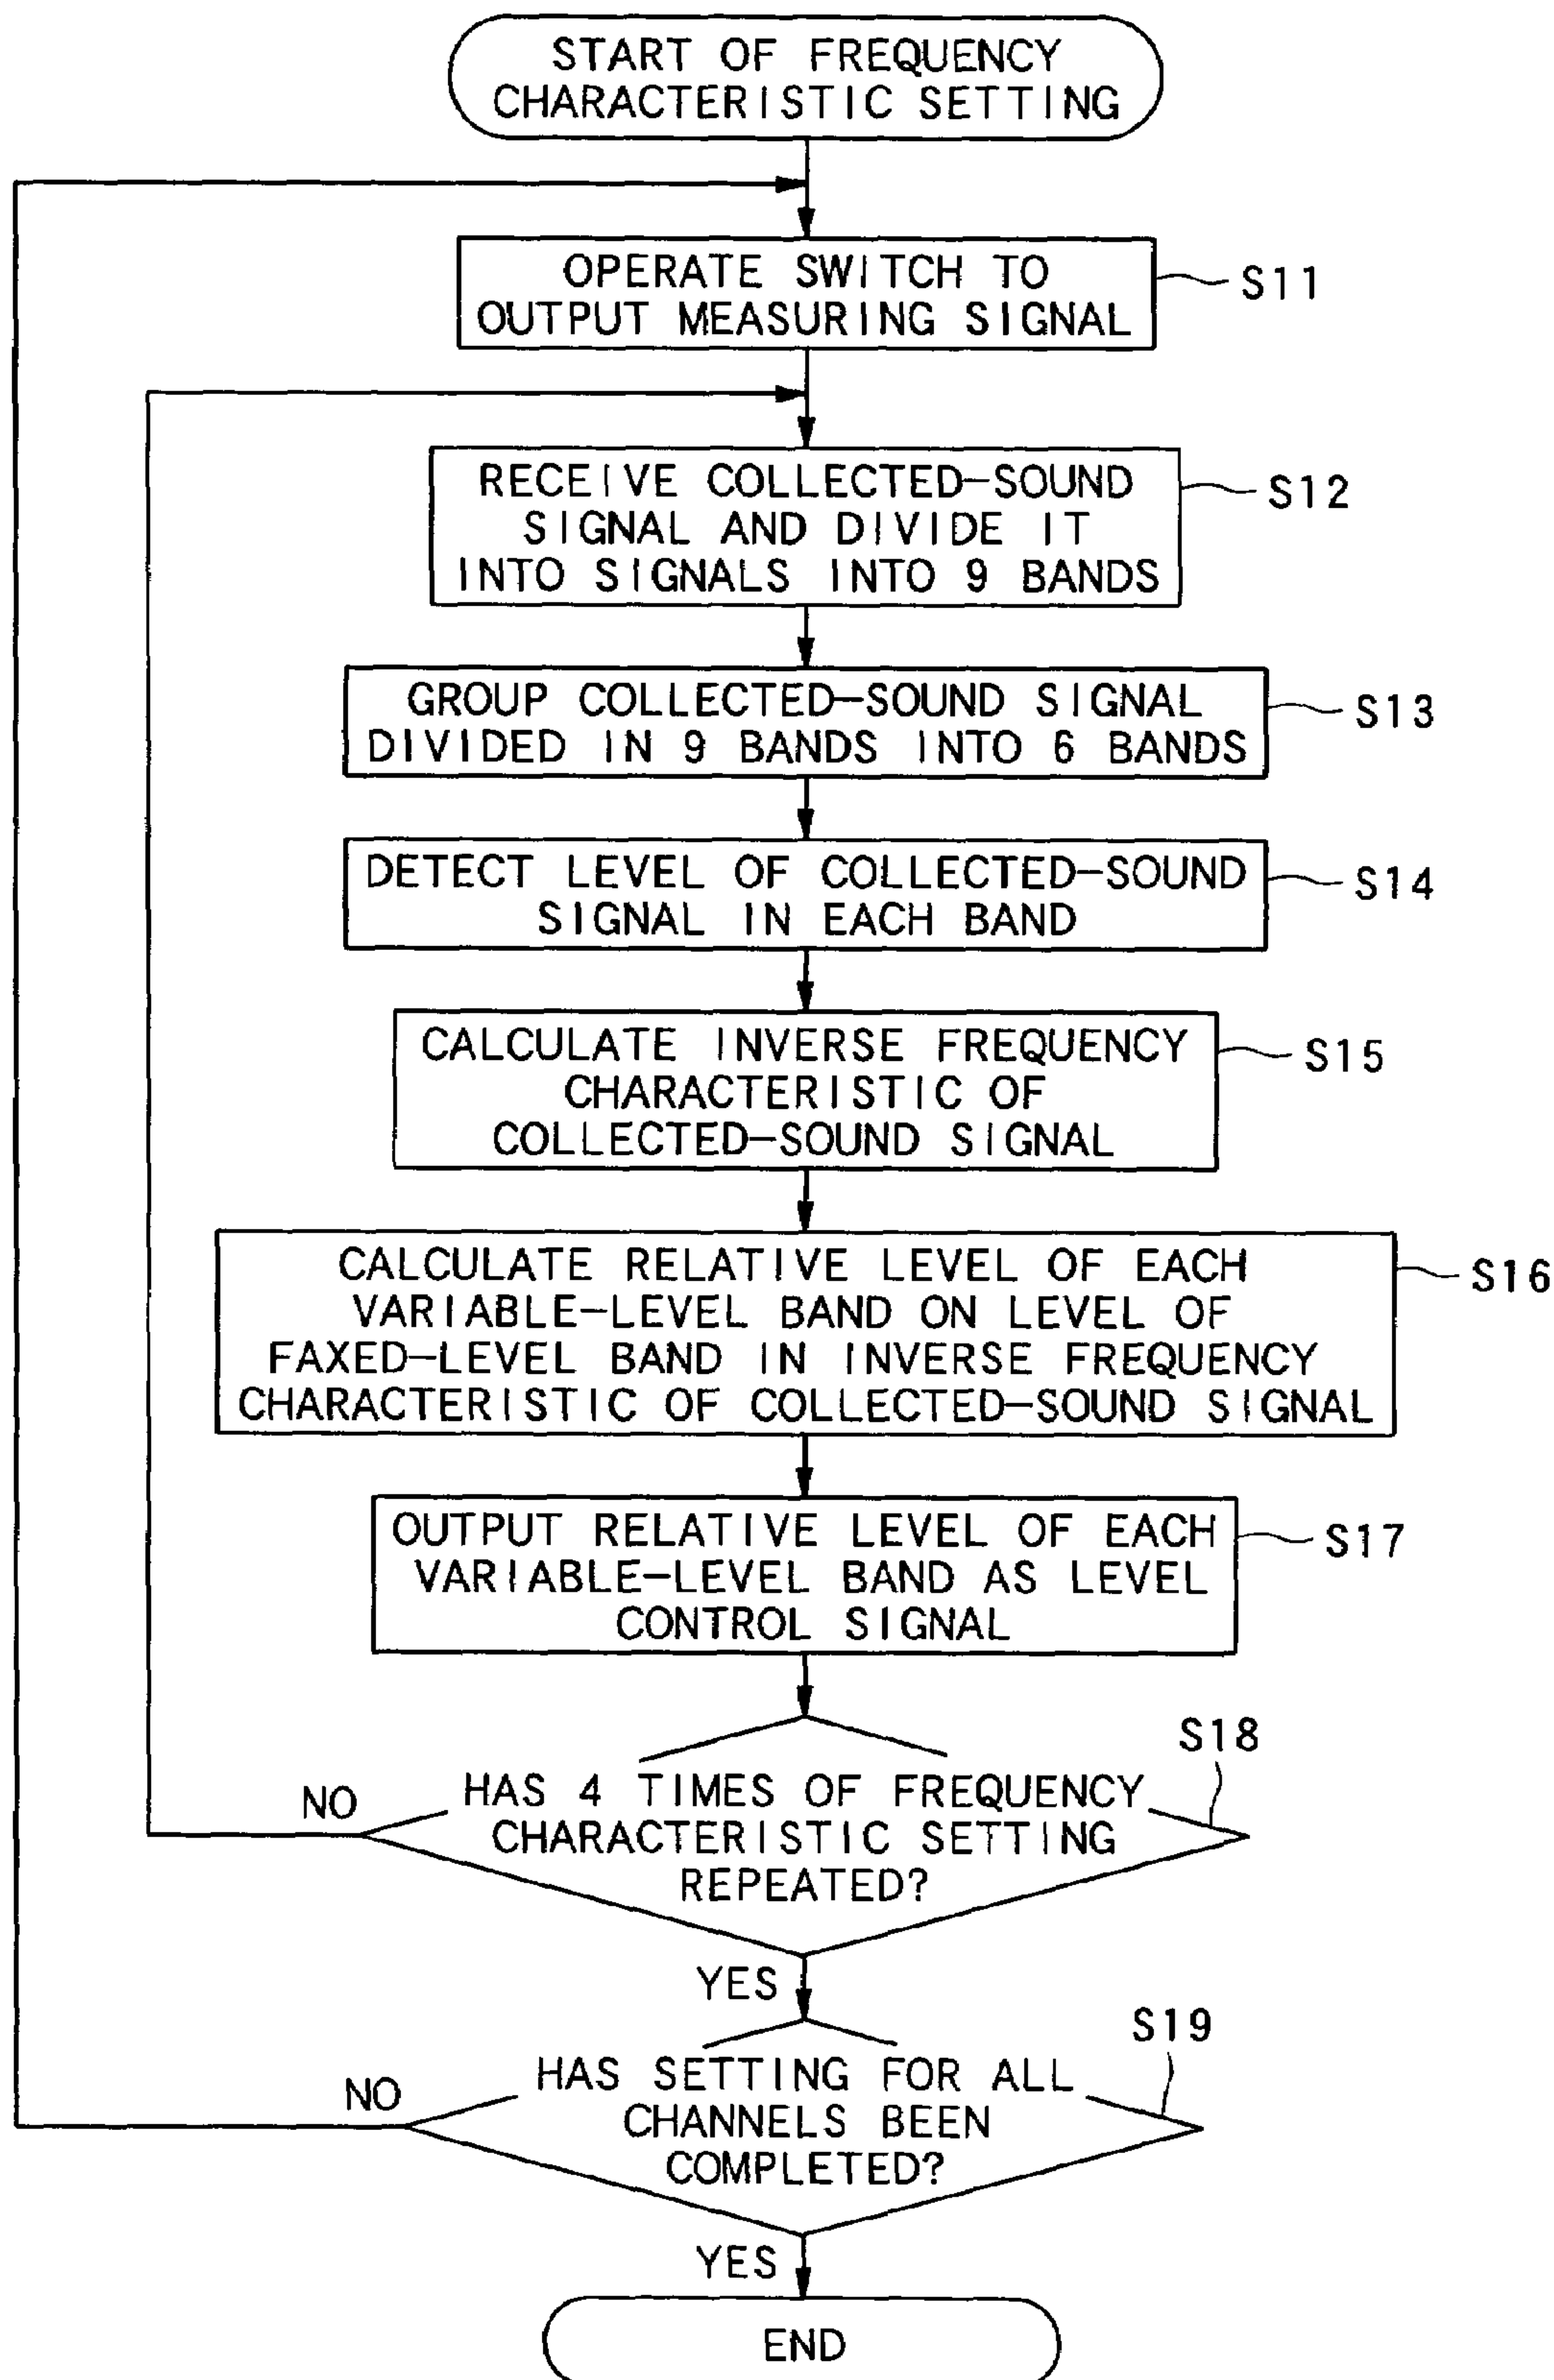 START OF FREQUENCY
CHARACTERISTIC SETTING
OPERATE SWITCH TO
OUTPUT MEASURING SIGNAL
S11
RECEIVE COLLECTED-SOUND
SIGNAL AND DIVIDE IT
INTO SIGNALS INTO 9 BANDS
S12
GROUP COLLECTED-SOUND SIGNAL
DIVIDED IN 9 BANDS INTO 6 BANDS
S13
DETECT LEVEL OF COLLECTED-SOUND
SIGNAL IN EACH BAND
S14
CALCULATE INVERSE FREQUENCY
CHARACTERISTIC OF
COLLECTED-SOUND SIGNAL
S15
CALCULATE RELATIVE LEVEL OF EACH
VARIABLE-LEVEL BAND ON LEVEL OF
FAXED-LEVEL BAND IN INVERSE FREQUENCY
CHARACTERISTIC OF COLLECTED-SOUND SIGNAL
S16
OUTPUT RELATIVE LEVEL OF EACH
VARIABLE-LEVEL BAND AS LEVEL
CONTROL SIGNAL
S17
S18
NO
HAS 4 TIMES OF FREQUENCY
CHARACTERISTIC SETTING
REPEATED?
YES
S19
NO
HAS SETTING FOR ALL
CHANNELS BEEN
COMPLETED?
YES
END